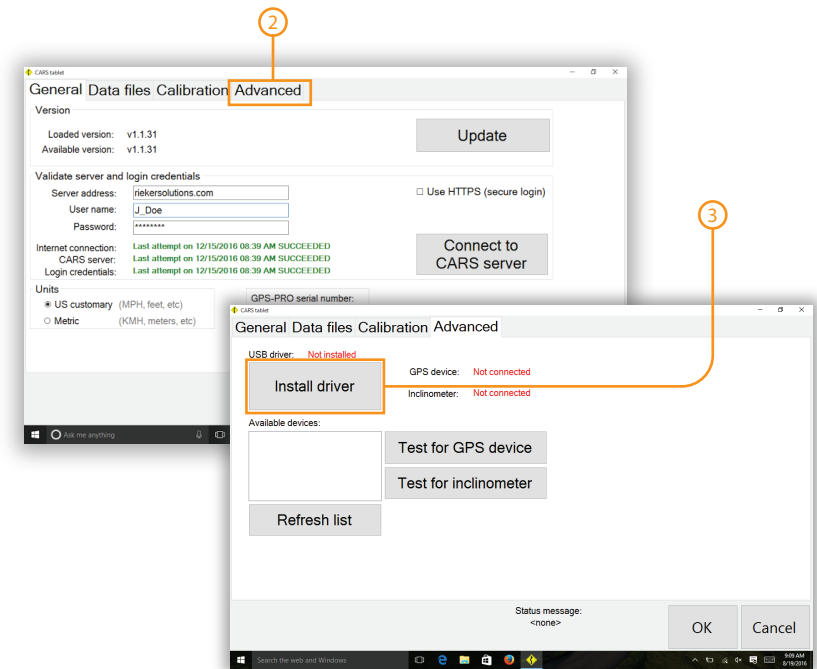 2
CARS tablet
General Data files Calibration Advanced
Version
Loaded version: v1.1.31
Update
Available version: v1.1.31
Validate server and login credentials
Server address: riekersolutions.com
Use HTTPS (secure login)
User name: J_Doe
Password: ********
3
Internet connection: Last attempt on 12/15/2016 08:39 AM SUCCEEDED
CARS server: Last attempt on 12/15/2016 08:39 AM SUCCEEDED
Login credentials: Last attempt on 12/15/2016 08:39 AM SUCCEEDED
Connect to
CARS server
Units
US customary (MPH, feet, etc)
Metric (KMH, meters, etc)
GPS-PRO serial number:
Ask me anything
CARS tablet
General Data files Calibration Advanced
USB driver: Not installed
Install driver
GPS device: Not connected
Inclinometer: Not connected
Available devices:
Test for GPS device
Test for inclinometer
Refresh list
Status message:
<none>
OK
Cancel
Search the web and Windows
9:09 AM
8/19/2016